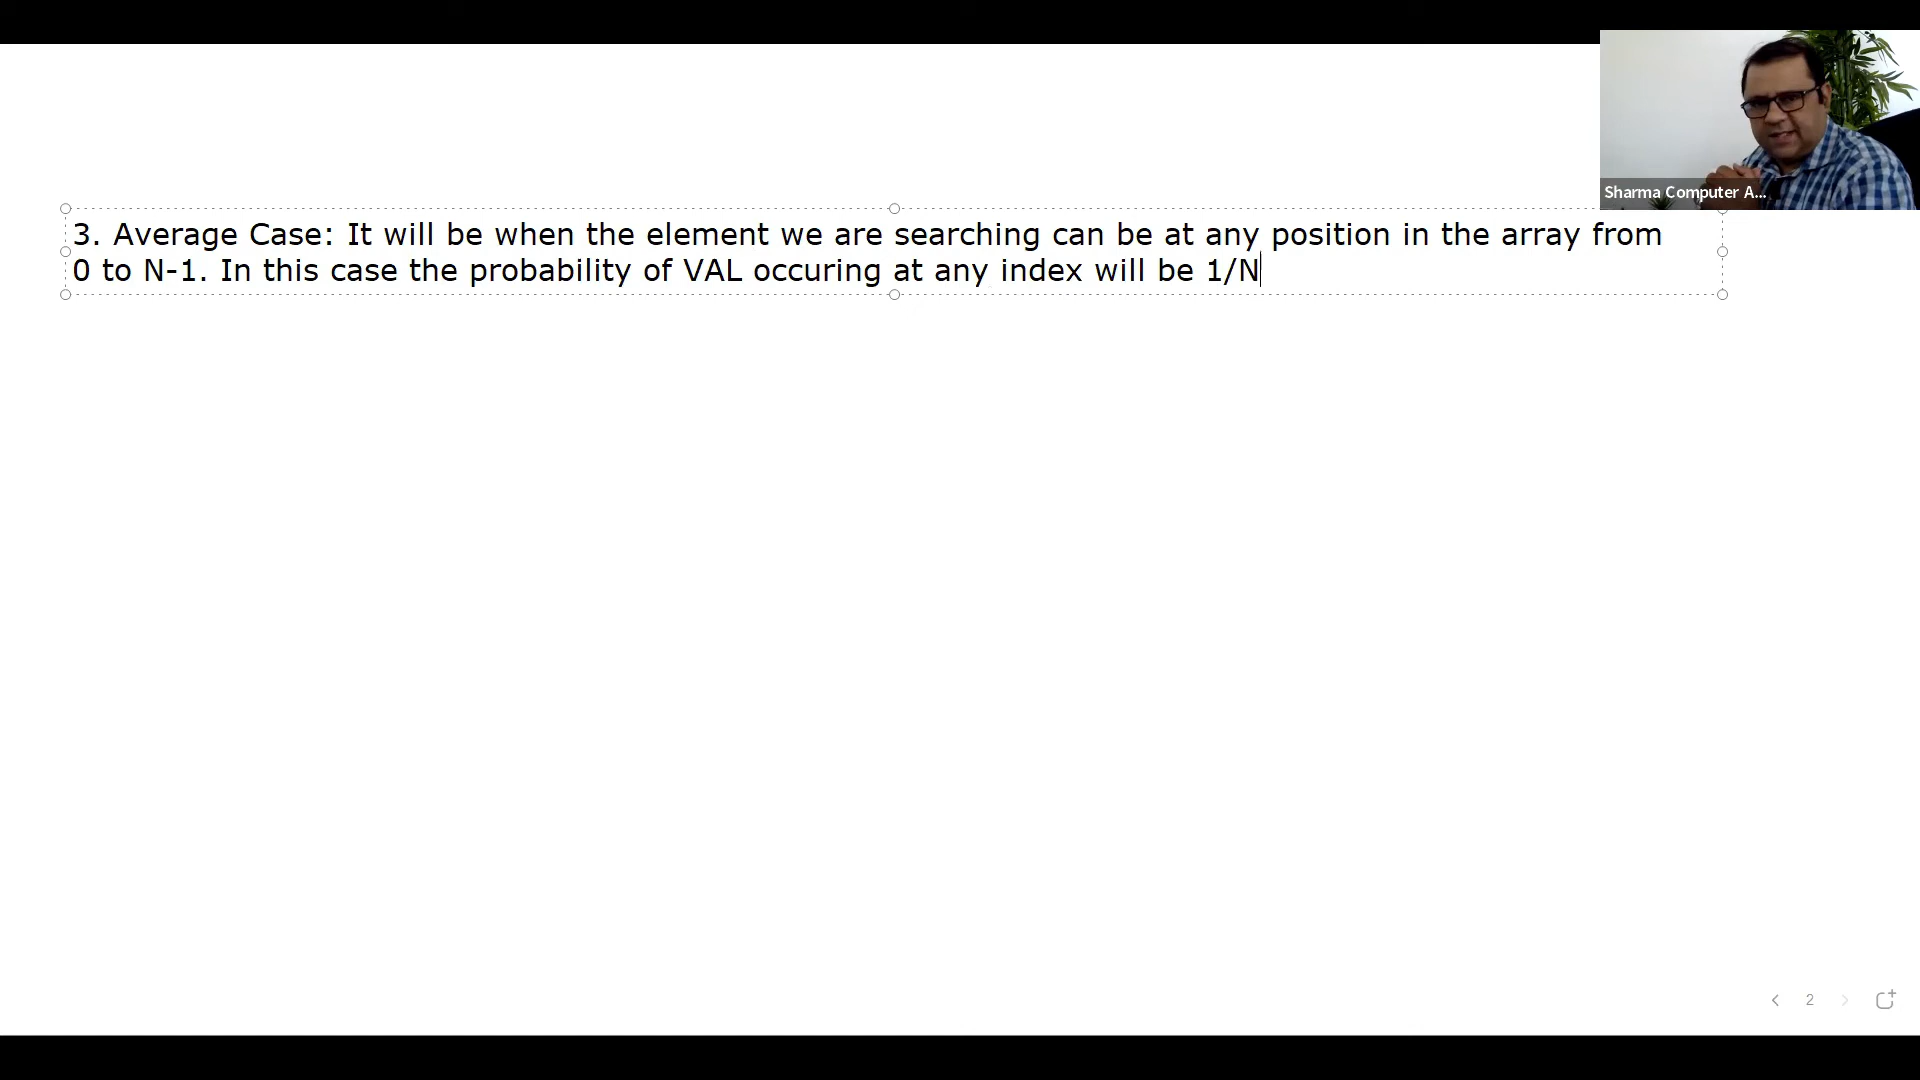 Sharma Computer A...
3. Average Case: It will be when the element we are searching can be at any position in the array from
0 to N-1. In this case the probability of VAL occuring at any index will be 1/N
2